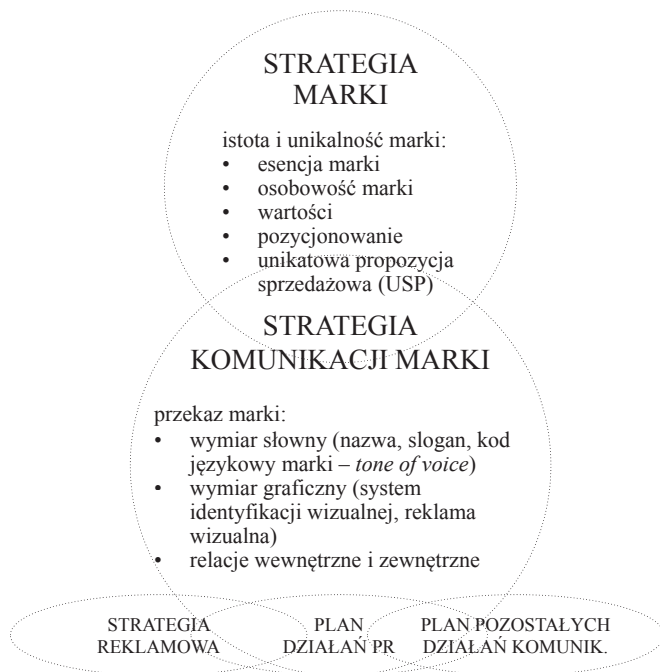 STRATEGIA
MARKI
istota i unikalność marki:
• esencja marki
• osobowość marki
• wartości
• pozycjonowanie
• unikatowa propozycja
sprzedażowa (USP)
STRATEGIA
KOMUNIKACJI MARKI
przekaz marki:
• wymiar słowny (nazwa, slogan, kod
językowy marki – tone of voice)
• wymiar graficzny (system
identyfikacji wizualnej, reklama
wizualna)
• relacje wewnętrzne i zewnętrzne
STRATEGIA
REKLAMOWA
PLAN
DZIAŁAŃ PR
PLAN POZOSTAŁYCH
DZIAŁAŃ KOMUNIK.